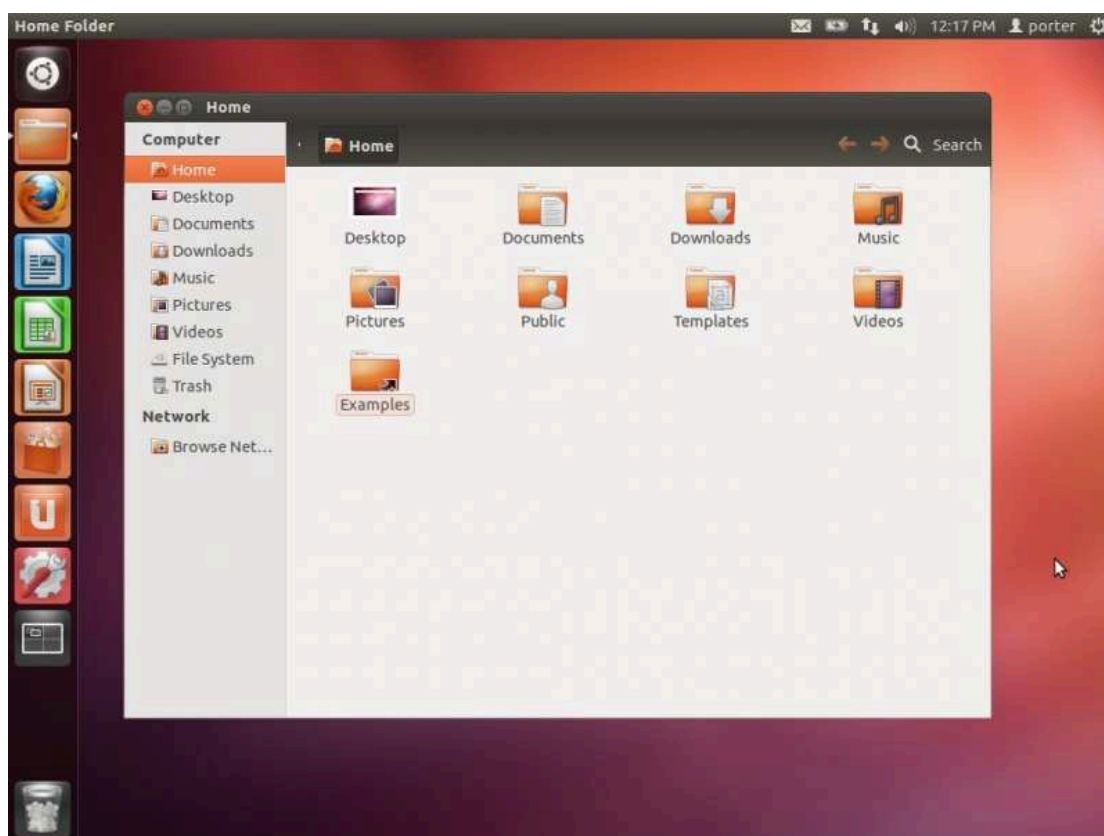 Home Folder
12:17 PM porter
Home
Computer
Home
Desktop
Documents
Downloads
Music
Pictures
Videos
File System
Trash
Network
Browse Net...
Home
Search
Desktop
Documents
Downloads
Music
Pictures
Public
Templates
Videos
Examples